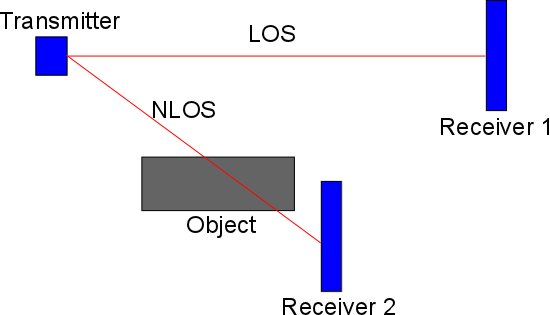 Transmitter
LOS
NLOS
Receiver 1
Object
Receiver 2